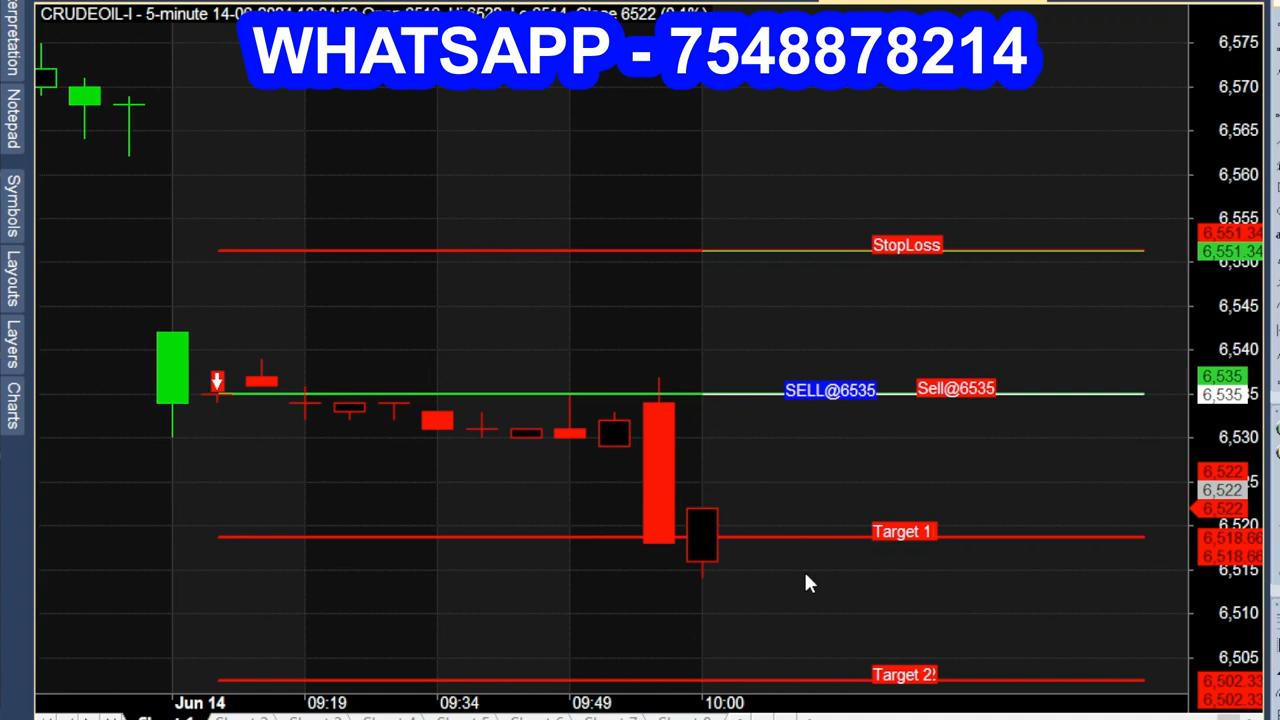 CRUDEOIL-I - 5-minute
WHATSAPP - 7548878214
Notepad
Symbols
Layouts
Layers
Charts
6,575
6,570
6,565
6,560
6,555
6,551.34
6,551.34
6,550
6,545
6,540
6,535
6,535
6,530
6,522
6,522
6,522
6,520
6,518.66
6,518.66
6,515
6,510
6,505
6,502.33
6,502.33
StopLoss
SELL@6535
Sell@6535
Target 1
Target 2!
Jun 14
09:19
09:34
09:49
10:00